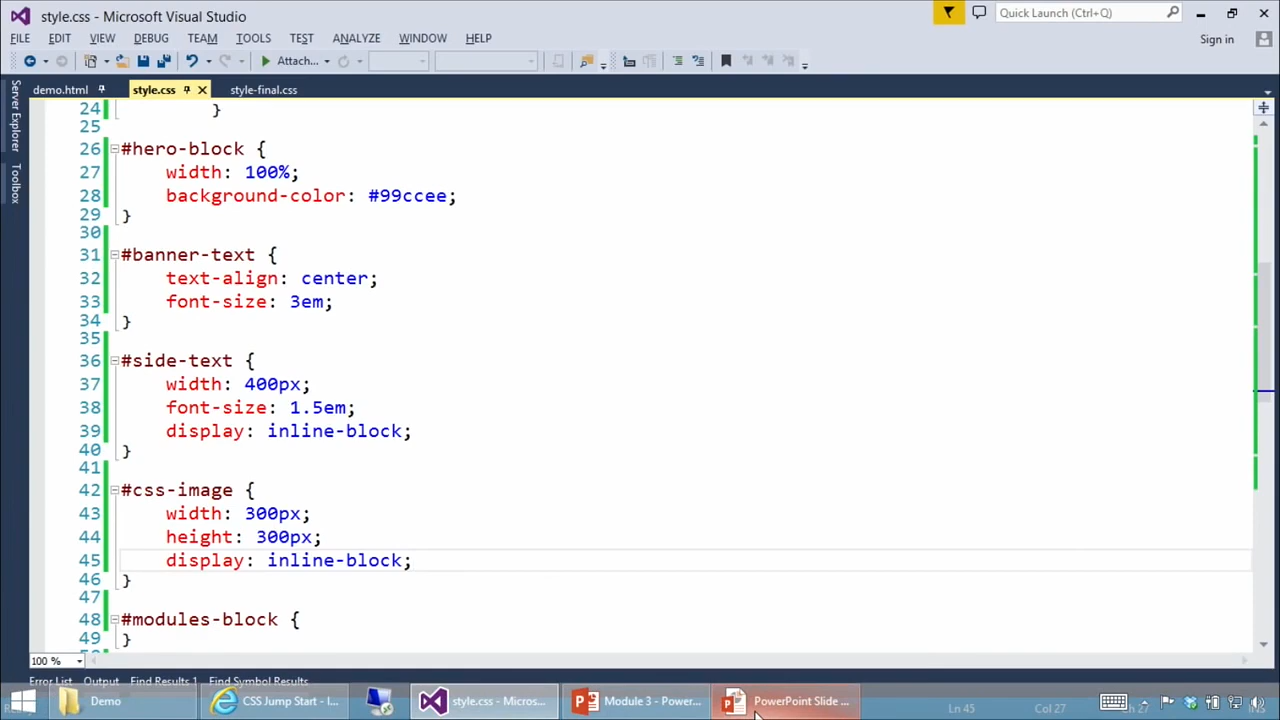 style.css - Microsoft Visual Studio
Quick Launch (Ctrl+Q)
FILE EDIT VIEW DEBUG TEAM TOOLS TEST ANALYZE WINDOW HELP
Sign in
Attach...
demo.html style.css style-final.css
Server Explorer
Toolbox
24 }
25
26 #hero-block {
27 width: 100%;
28 background-color: #99ccee;
29 }
30
31 #banner-text {
32 text-align: center;
33 font-size: 3em;
34 }
35
36 #side-text {
37 width: 400px;
38 font-size: 1.5em;
39 display: inline-block;
40 }
41
42 #css-image {
43 width: 300px;
44 height: 300px;
45 display: inline-block;
46 }
47
48 #modules-block {
49 }
100 %
Error List Output Find Results 1 Find Symbol Results
Demo CSS Jump Start - I... style.css - Micros... Module 3 - Power... PowerPoint Slide ...
Ln 45 Col 27